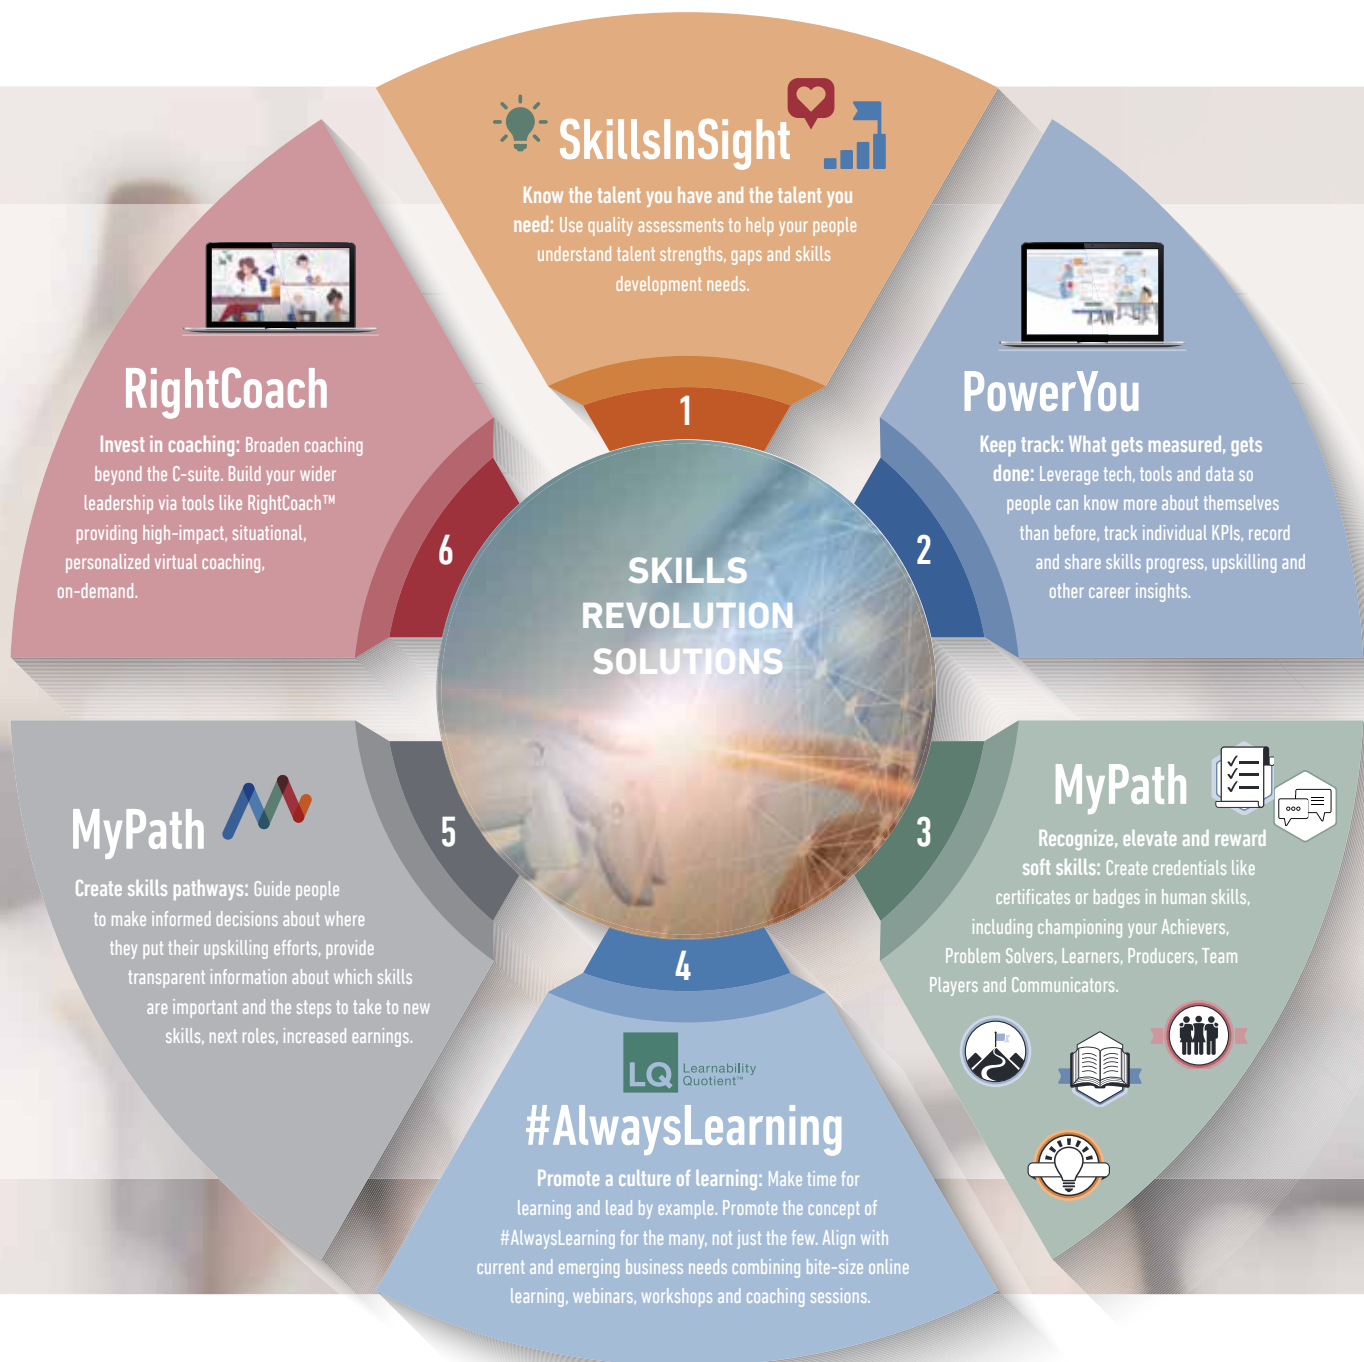 SkillsInSight
Know the talent you have and the talent you
need: Use quality assessments to help your people
understand talent strengths, gaps and skills
development needs.
1
PowerYou
Keep track: What gets measured, gets
done: Leverage tech, tools and data so
people can know more about themselves
than before, track individual KPIs, record
and share skills progress, upskilling and
other career insights.
2
MyPath
Recognize, elevate and reward
soft skills: Create credentials like
certificates or badges in human skills,
including championing your Achievers,
Problem Solvers, Learners, Producers, Team
Players and Communicators.
3
4
LQ Learnability
Quotient™
#AlwaysLearning
Promote a culture of learning: Make time for
learning and lead by example. Promote the concept of
#AlwaysLearning for the many, not just the few. Align with
current and emerging business needs combining bite-size online
learning, webinars, workshops and coaching sessions.
MyPath
Create skills pathways: Guide people
to make informed decisions about where
they put their upskilling efforts, provide
transparent information about which skills
are important and the steps to take to new
skills, next roles, increased earnings.
5
RightCoach
Invest in coaching: Broaden coaching
beyond the C-suite. Build your wider
leadership via tools like RightCoach™
providing high-impact, situational,
personalized virtual coaching,
on-demand.
6
SKILLS
REVOLUTION
SOLUTIONS